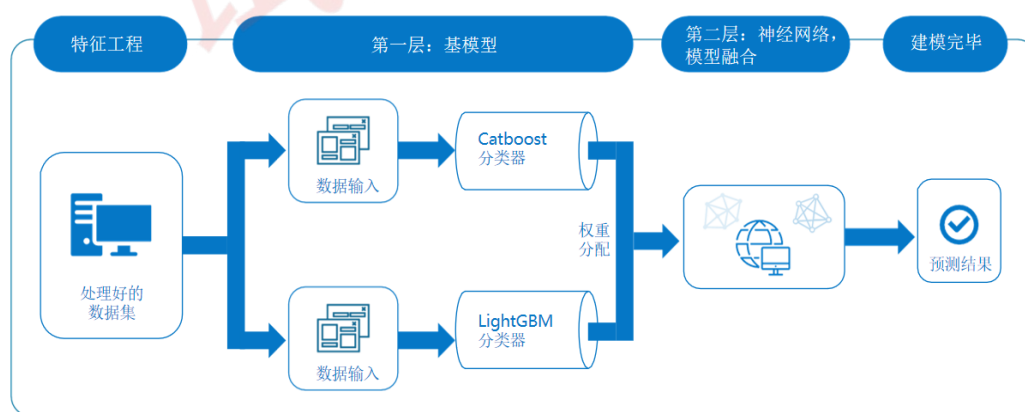 特征工程
第一层：基模型
第二层：神经网络，
模型融合
建模完毕
处理好的
数据集
数据输入
Catboost
分类器
数据输入
LightGBM
分类器
权重
分配
预测结果